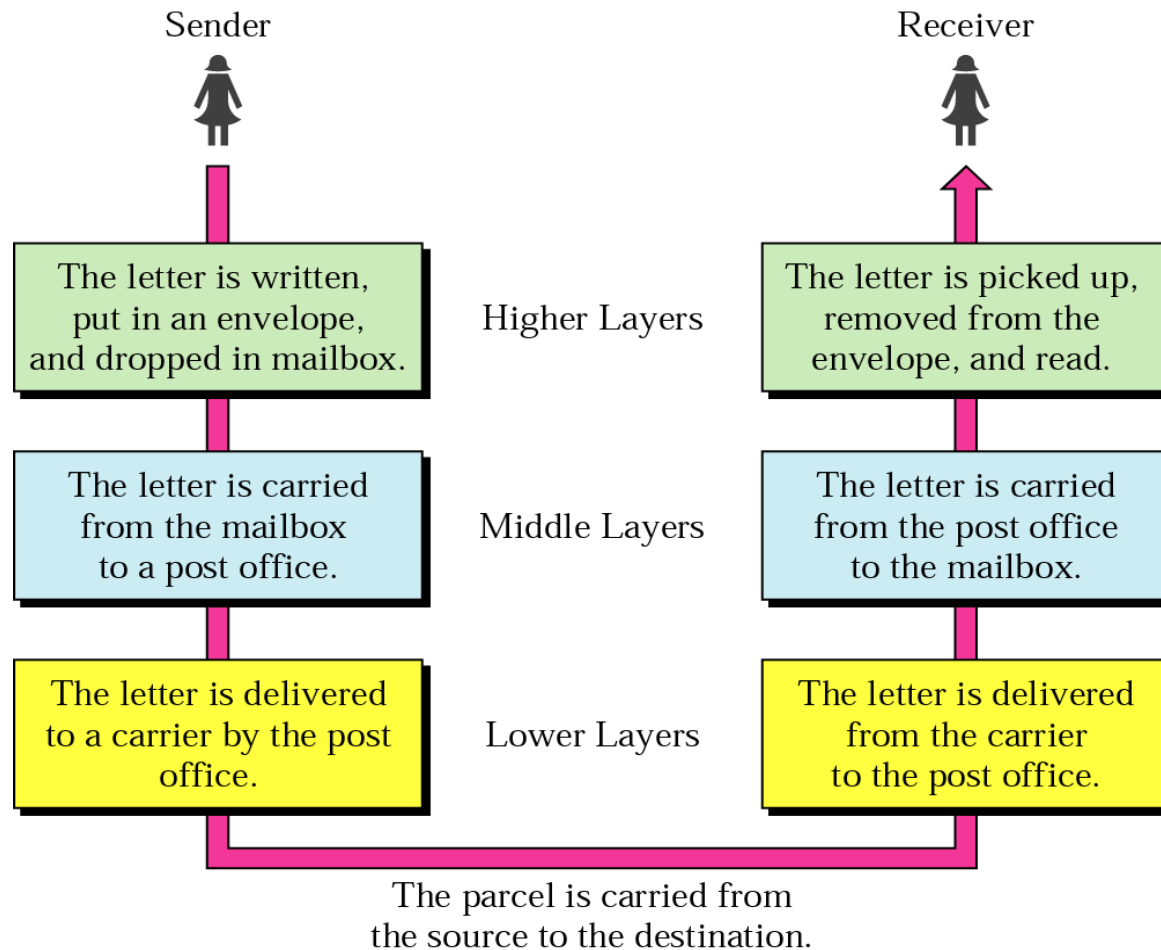 Sender
Receiver
The letter is written,
put in an envelope,
and dropped in mailbox.
Higher Layers
The letter is picked up,
removed from the
envelope, and read.
The letter is carried
from the mailbox
to a post office.
Middle Layers
The letter is carried
from the post office
to the mailbox.
The letter is delivered
to a carrier by the post
office.
Lower Layers
The letter is delivered
from the carrier
to the post office.
The parcel is carried from
the source to the destination.